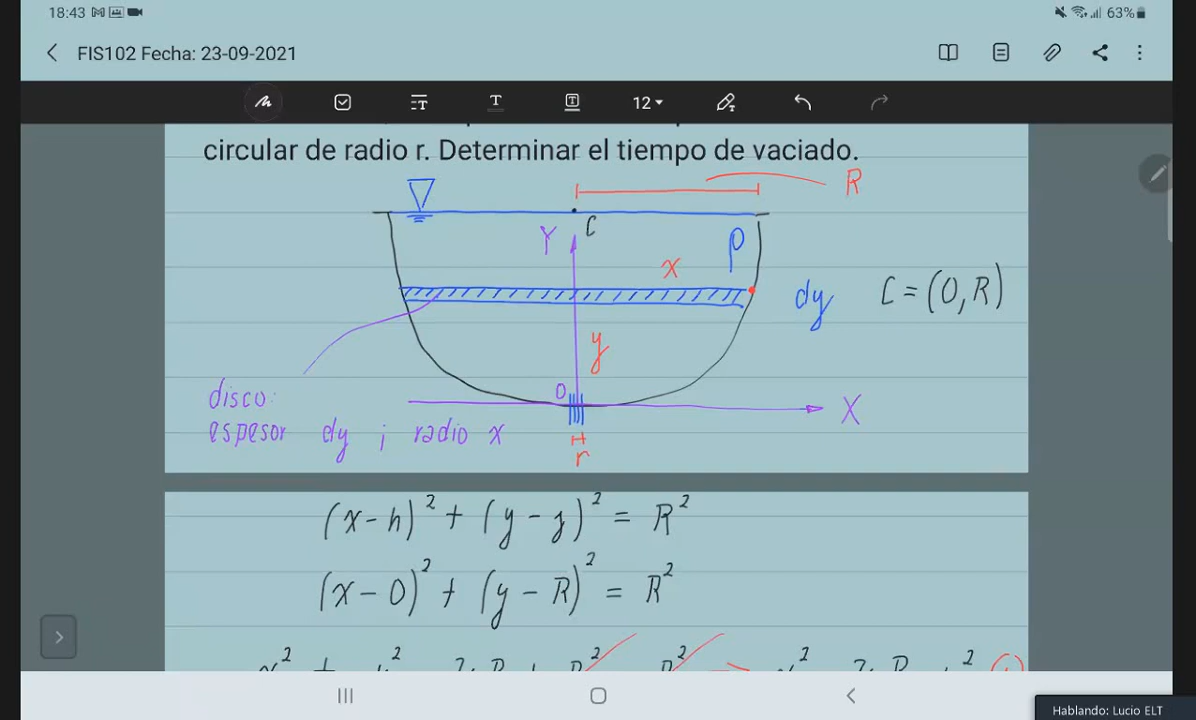 18:43 63%
FIS102 Fecha: 23-09-2021
12
circular de radio r. Determinar el tiempo de vaciado.
R
C
Y
P
x
dy C = (0, R)
y
0
disco:
espesor dy ; radio x
X
r
(x - h)² + (y - z)² = R²
(x - 0)² + (y - R)² = R²
Hablando: Lucio ELT